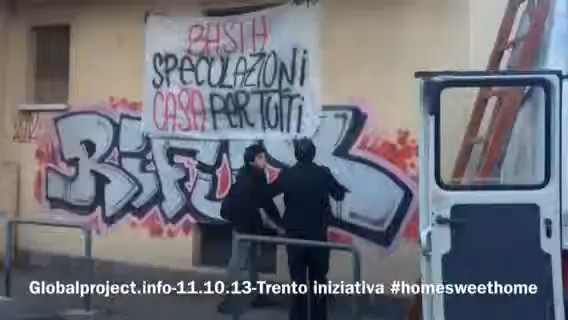 BASTA
SPECULAZIONI
CASA PER TUTTI
Globalproject.info-11.10.13-Trento iniziativa #homesweethome